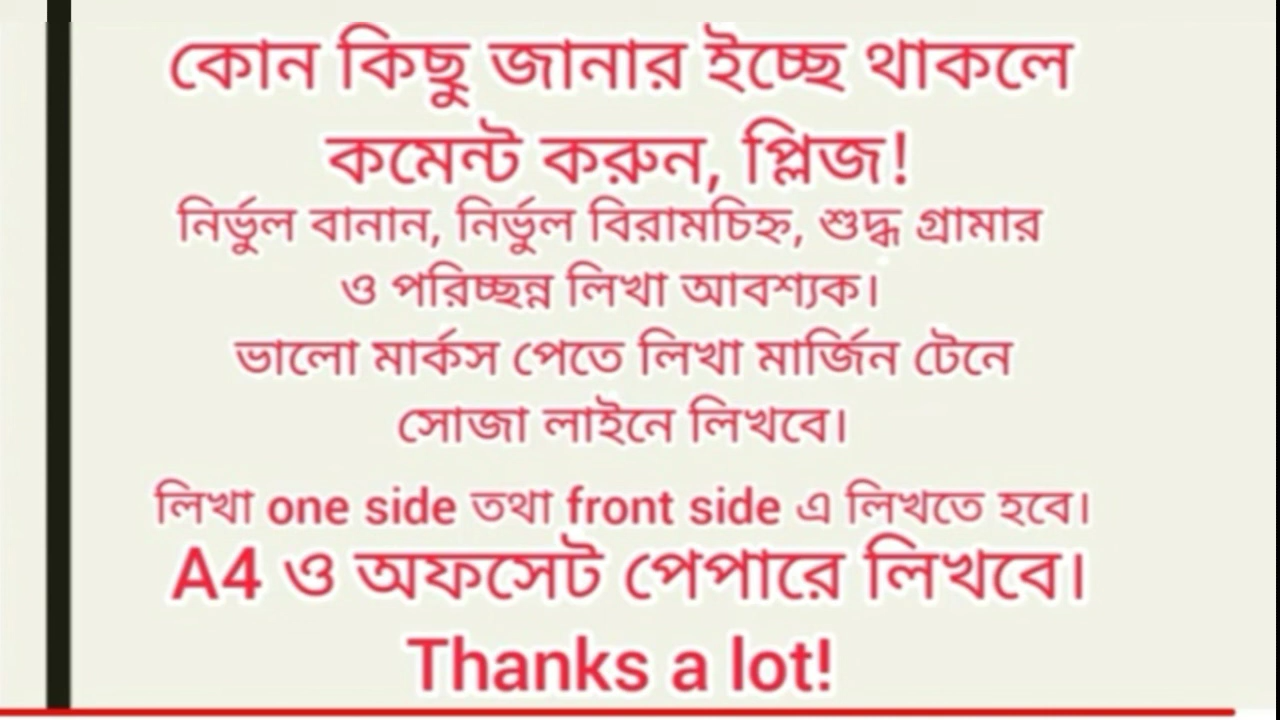 কোন কিছু জানার ইচ্ছে থাকলে
কমেন্ট করুন, প্লিজ!
নির্ভুল বানান, নির্ভুল বিরামচিহ্ন, শুদ্ধ গ্রামার
ও পরিচ্ছন্ন লিখা আবশ্যক।
ভালো মার্কস পেতে লিখা মার্জিন টেনে
সোজা লাইনে লিখবে।
লিখা one side তথা front side এ লিখতে হবে।
A4 ও অফসেট পেপারে লিখবে।
Thanks a lot!